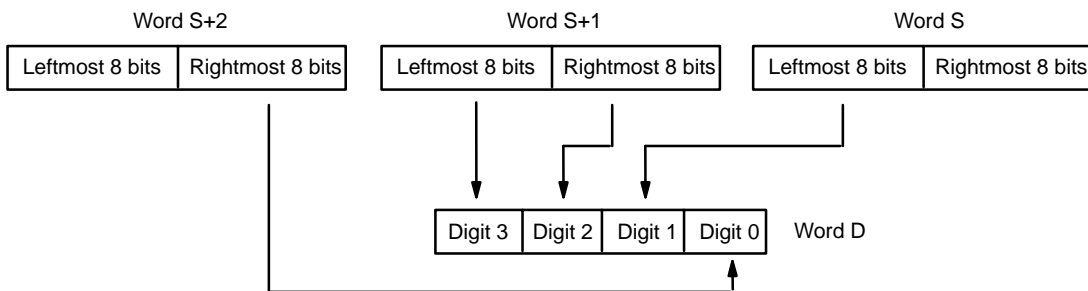 Word S+2 Word S+1 Word S
Leftmost 8 bits Rightmost 8 bits Leftmost 8 bits Rightmost 8 bits Leftmost 8 bits Rightmost 8 bits
Digit 3 Digit 2 Digit 1 Digit 0 Word D